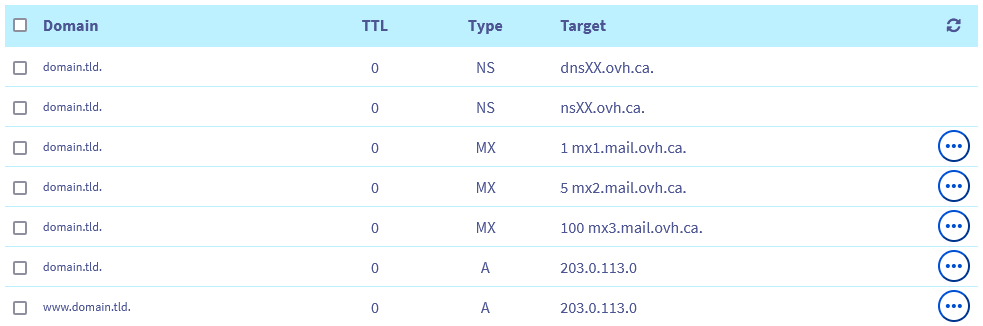 Domain TTL Type Target
domain.tld. 0 NS dnsXX.ovh.ca.
domain.tld. 0 NS nsXX.ovh.ca.
domain.tld. 0 MX 1 mx1.mail.ovh.ca.
domain.tld. 0 MX 5 mx2.mail.ovh.ca.
domain.tld. 0 MX 100 mx3.mail.ovh.ca.
domain.tld. 0 A 203.0.113.0
www.domain.tld. 0 A 203.0.113.0